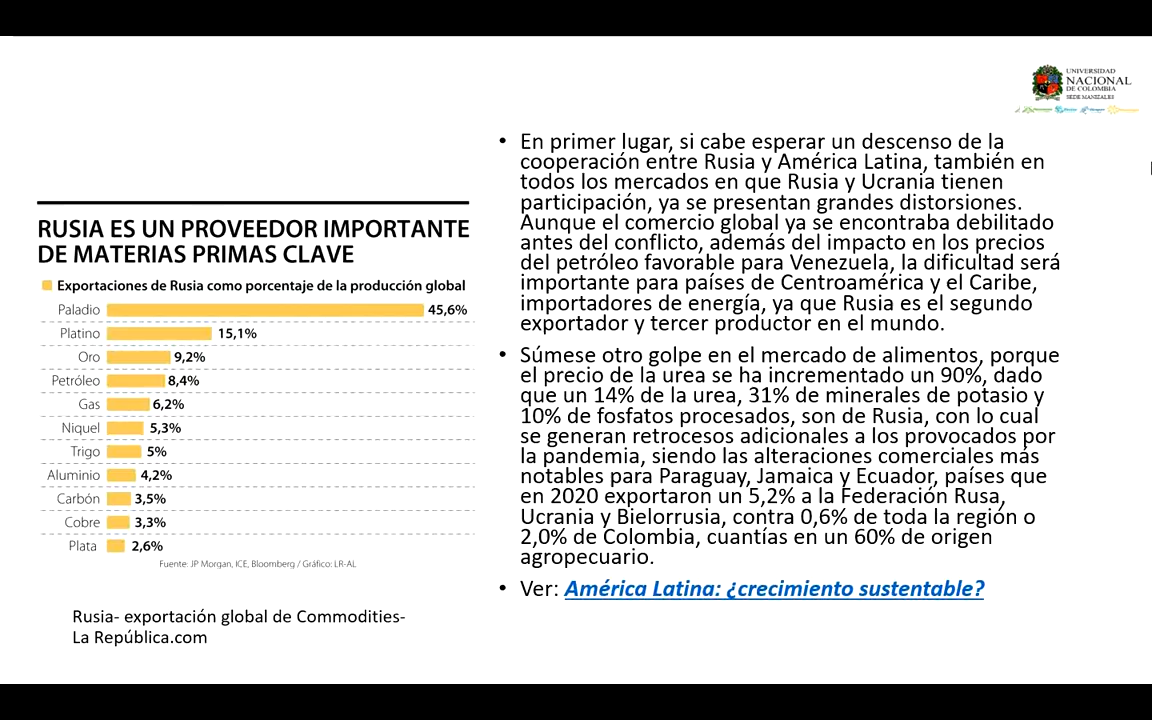 UNIVERSIDAD
NACIONAL
DE COLOMBIA
SEDE MANIZALES
RUSIA ES UN PROVEEDOR IMPORTANTE
DE MATERIAS PRIMAS CLAVE
Exportaciones de Rusia como porcentaje de la producción global
Paladio 45,6%
Platino 15,1%
Oro 9,2%
Petróleo 8,4%
Gas 6,2%
Niquel 5,3%
Trigo 5%
Aluminio 4,2%
Carbón 3,5%
Cobre 3,3%
Plata 2,6%
Fuente: JP Morgan, ICE, Bloomberg / Gráfico: LR-AL
Rusia- exportación global de Commodities-
La República.com
• En primer lugar, si cabe esperar un descenso de la
cooperación entre Rusia y América Latina, también en
todos los mercados en que Rusia y Ucrania tienen
participación, ya se presentan grandes distorsiones.
Aunque el comercio global ya se encontraba debilitado
antes del conflicto, además del impacto en los precios
del petróleo favorable para Venezuela, la dificultad será
importante para países de Centroamérica y el Caribe,
importadores de energía, ya que Rusia es el segundo
exportador y tercer productor en el mundo.
• Súmese otro golpe en el mercado de alimentos, porque
el precio de la urea se ha incrementado un 90%, dado
que un 14% de la urea, 31% de minerales de potasio y
10% de fosfatos procesados, son de Rusia, con lo cual
se generan retrocesos adicionales a los provocados por
la pandemia, siendo las alteraciones comerciales más
notables para Paraguay, Jamaica y Ecuador, países que
en 2020 exportaron un 5,2% a la Federación Rusa,
Ucrania y Bielorrusia, contra 0,6% de toda la región o
2,0% de Colombia, cuantías en un 60% de origen
agropecuario.
• Ver: América Latina: ¿crecimiento sustentable?